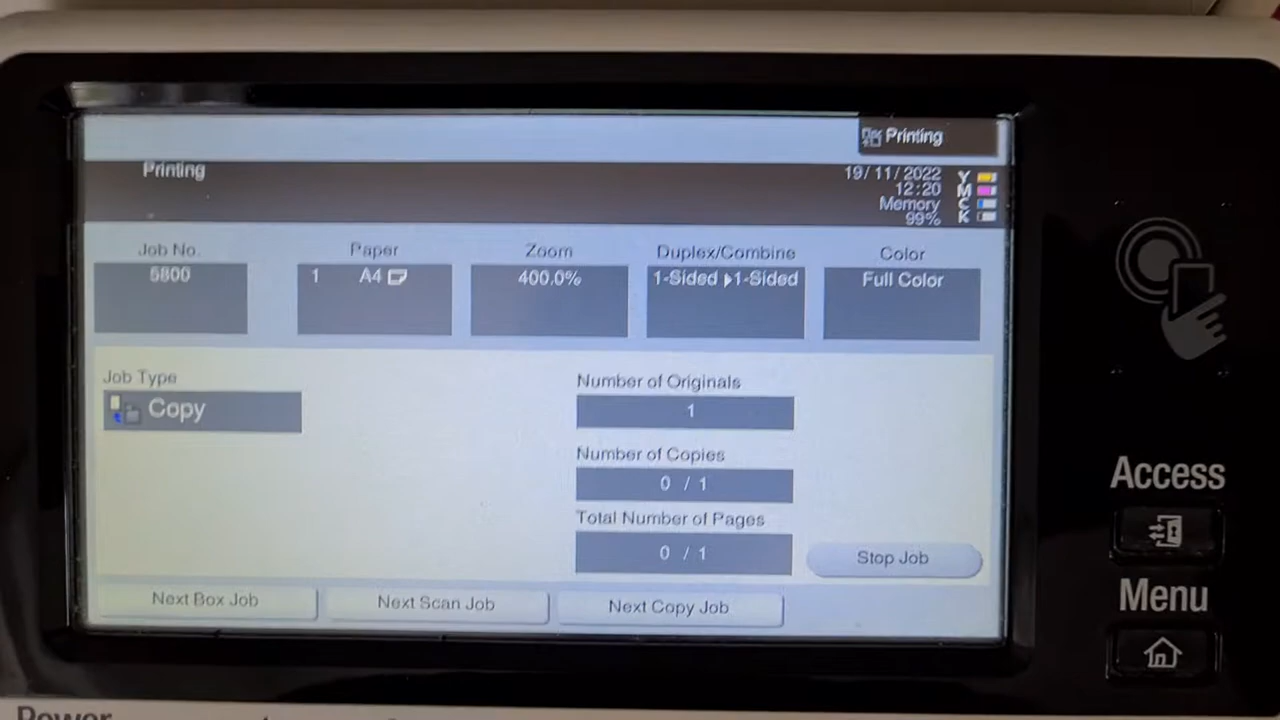 Printing
Printing
19/11/2022
12:20
Memory
99%
Y
M
C
K
Job No.
5800
Paper
1 A4
Zoom
400.0%
Duplex/Combine
1-Sided 1-Sided
Color
Full Color
Job Type
Copy
Number of Originals
1
Number of Copies
0 / 1
Total Number of Pages
0 / 1
Stop Job
Next Box Job
Next Scan Job
Next Copy Job
Access
Menu
Power